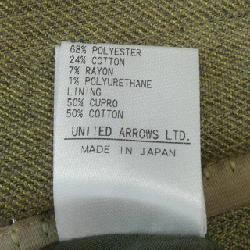 68% POLYESTER
24% COTTON
7% RAYON
1% POLYURETHANE
LINING
50% CUPRO
50% COTTON
UNITED ARROWS LTD.
MADE IN JAPAN